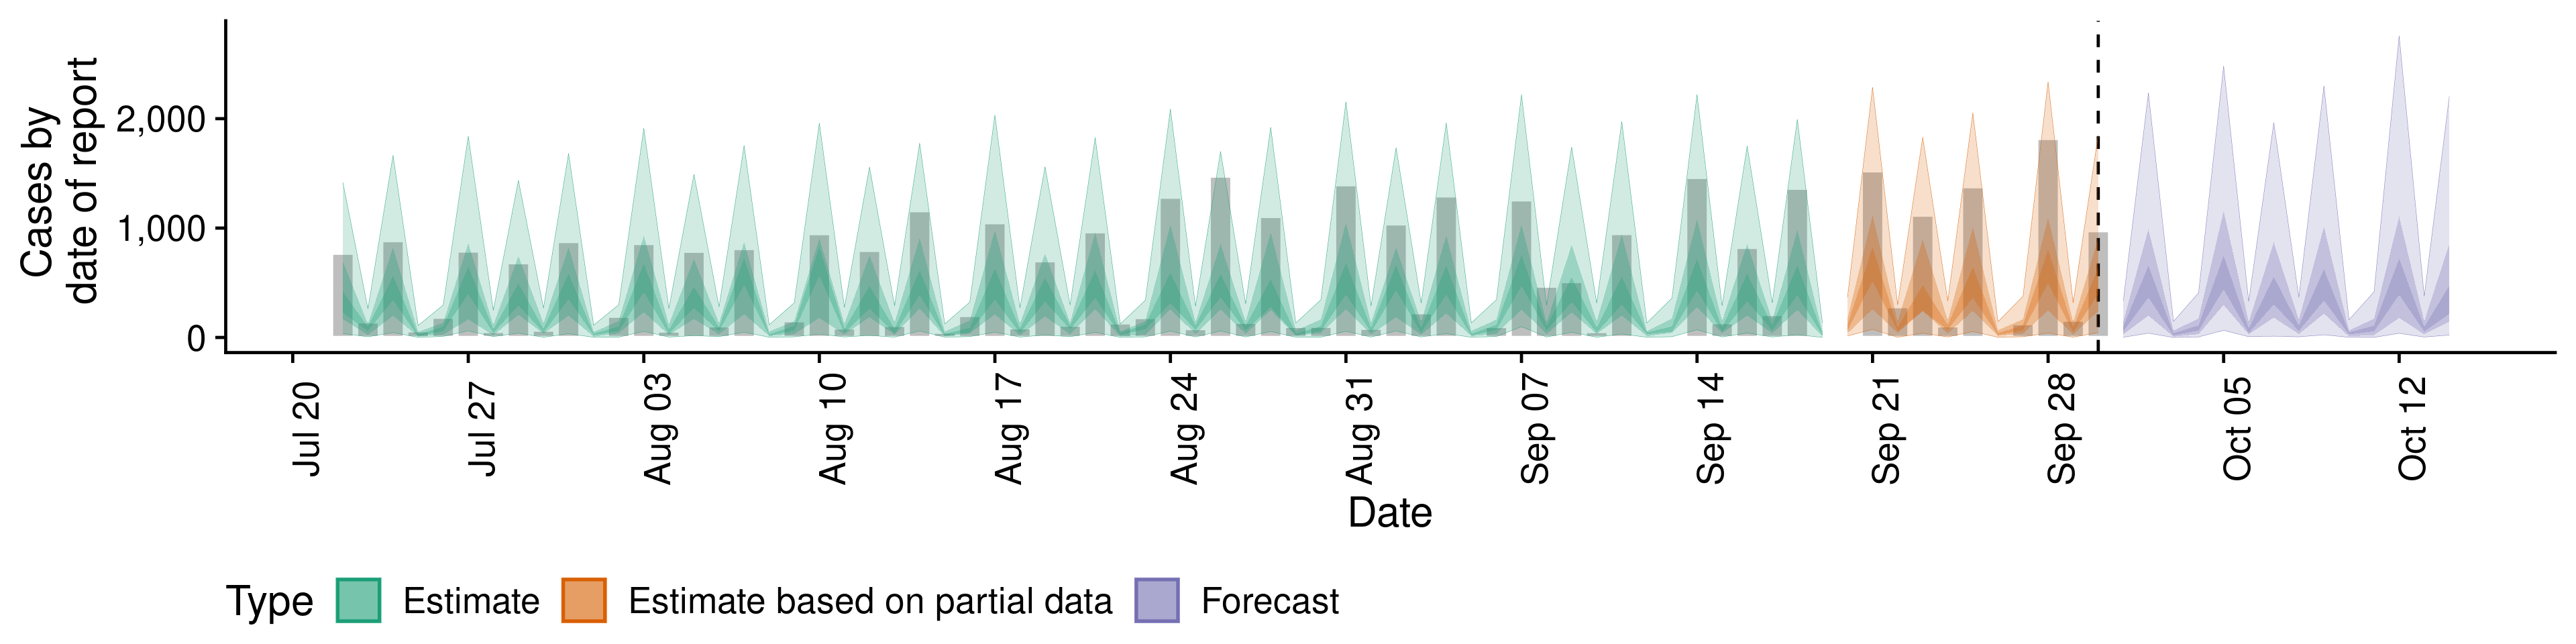 Cases by
date of report
2,000
1,000
0
Jul 20
Jul 27
Aug 03
Aug 10
Aug 17
Aug 24
Aug 31
Sep 07
Sep 14
Sep 21
Sep 28
Oct 05
Oct 12
Date
Type Estimate Estimate based on partial data Forecast